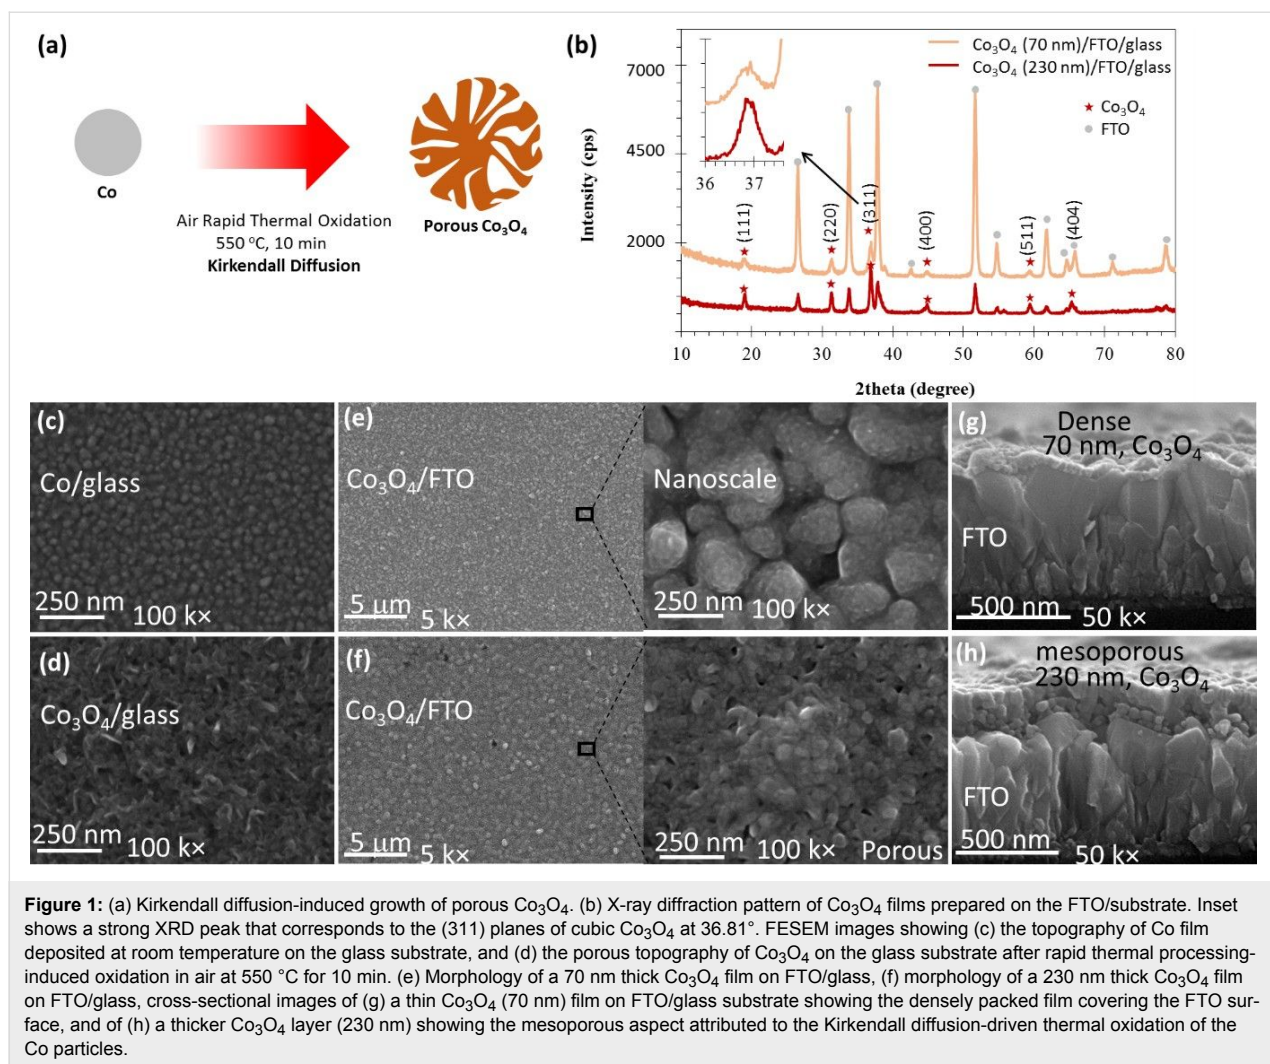 (a)
Co
Air Rapid Thermal Oxidation
550 °C, 10 min
Kirkendall Diffusion
Porous Co₃O₄
(b)
Co₃O₄ (70 nm)/FTO/glass
Co₃O₄ (230 nm)/FTO/glass
Co₃O₄
FTO
Intensity (cps)
7000
4500
2000
36 37
(111)
(220)
(311)
(400)
(511)
(404)
10 20 30 40 50 60 70 80
2theta (degree)
(c)
Co/glass
250 nm 100 k×
(e)
Co₃O₄/FTO
5 µm 5 k×
Nanoscale
250 nm 100 k×
(g)
Dense
70 nm, Co₃O₄
FTO
500 nm 50 k×
(d)
Co₃O₄/glass
250 nm 100 k×
(f)
Co₃O₄/FTO
5 µm 5 k×
250 nm 100 k× Porous
(h)
mesoporous
230 nm, Co₃O₄
FTO
500 nm 50 k×
Figure 1: (a) Kirkendall diffusion-induced growth of porous Co₃O₄. (b) X-ray diffraction pattern of Co₃O₄ films prepared on the FTO/substrate. Inset
shows a strong XRD peak that corresponds to the (311) planes of cubic Co₃O₄ at 36.81°. FESEM images showing (c) the topography of Co film
deposited at room temperature on the glass substrate, and (d) the porous topography of Co₃O₄ on the glass substrate after rapid thermal processing-
induced oxidation in air at 550 °C for 10 min. (e) Morphology of a 70 nm thick Co₃O₄ film on FTO/glass, (f) morphology of a 230 nm thick Co₃O₄ film
on FTO/glass, cross-sectional images of (g) a thin Co₃O₄ (70 nm) film on FTO/glass substrate showing the densely packed film covering the FTO sur-
face, and of (h) a thicker Co₃O₄ layer (230 nm) showing the mesoporous aspect attributed to the Kirkendall diffusion-driven thermal oxidation of the
Co particles.